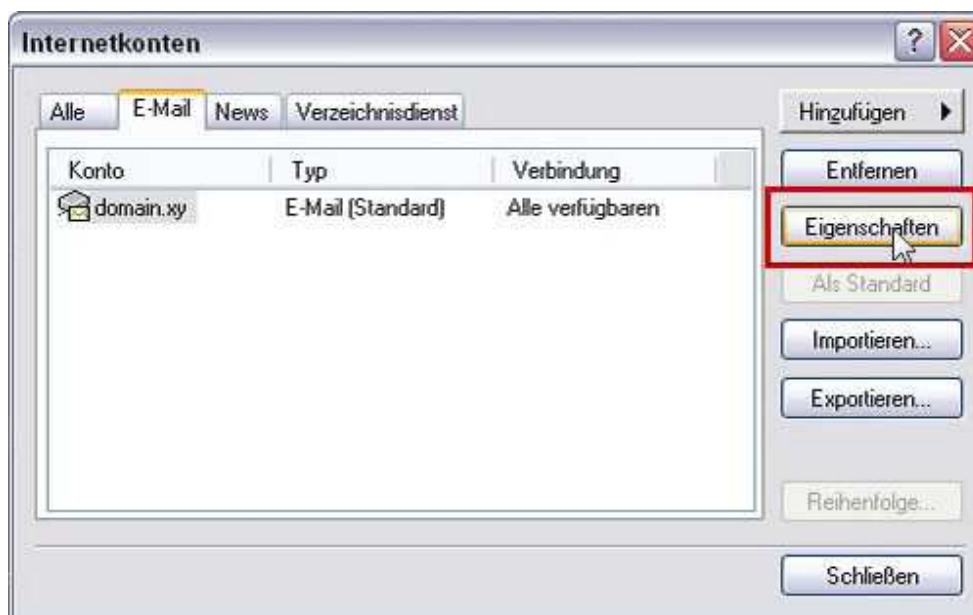 Internetkonten
Alle E-Mail News Verzeichnisdienst
Konto Typ Verbindung
domain.xy E-Mail (Standard) Alle verfügbaren
Hinzufügen
Entfernen
Eigenschaften
Als Standard
Importieren...
Exportieren...
Reihenfolge...
Schließen